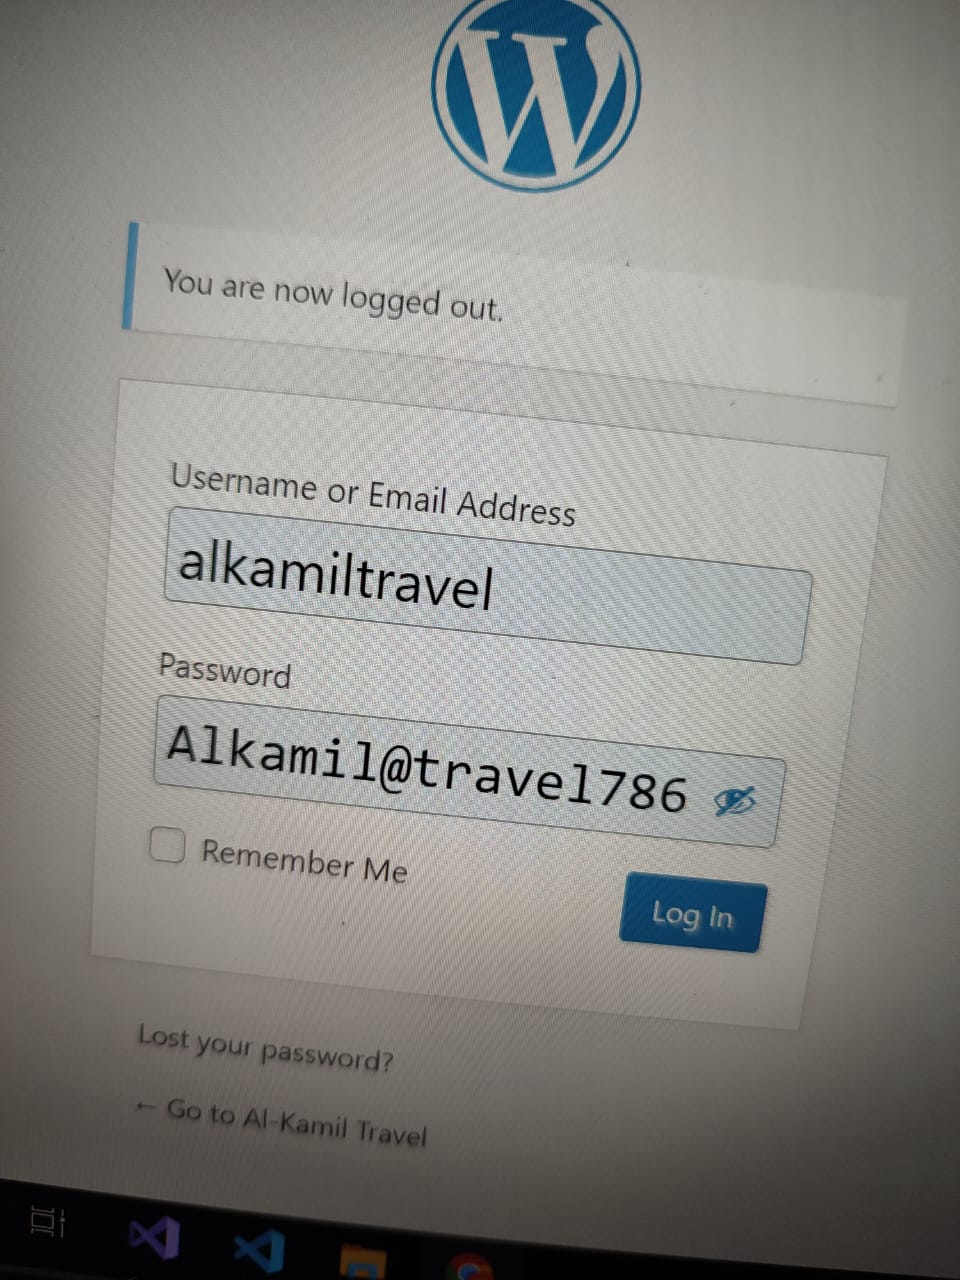 W
You are now logged out.
Username or Email Address
alkamiltravel
Password
Alkamil@travel786
Remember Me
Log In
Lost your password?
← Go to Al-Kamil Travel